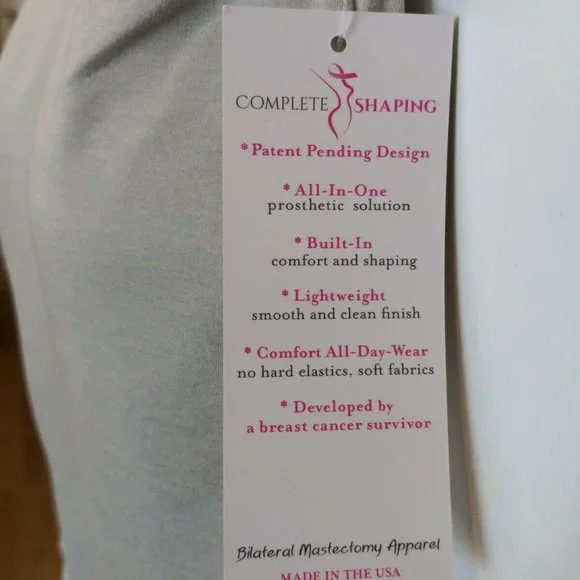 COMPLETE SHAPING
* Patent Pending Design
* All-In-One
prosthetic solution
* Built-In
comfort and shaping
* Lightweight
smooth and clean finish
* Comfort All-Day-Wear
no hard elastics, soft fabrics
* Developed by
a breast cancer survivor
Bilateral Mastectomy Apparel
MADE IN THE USA